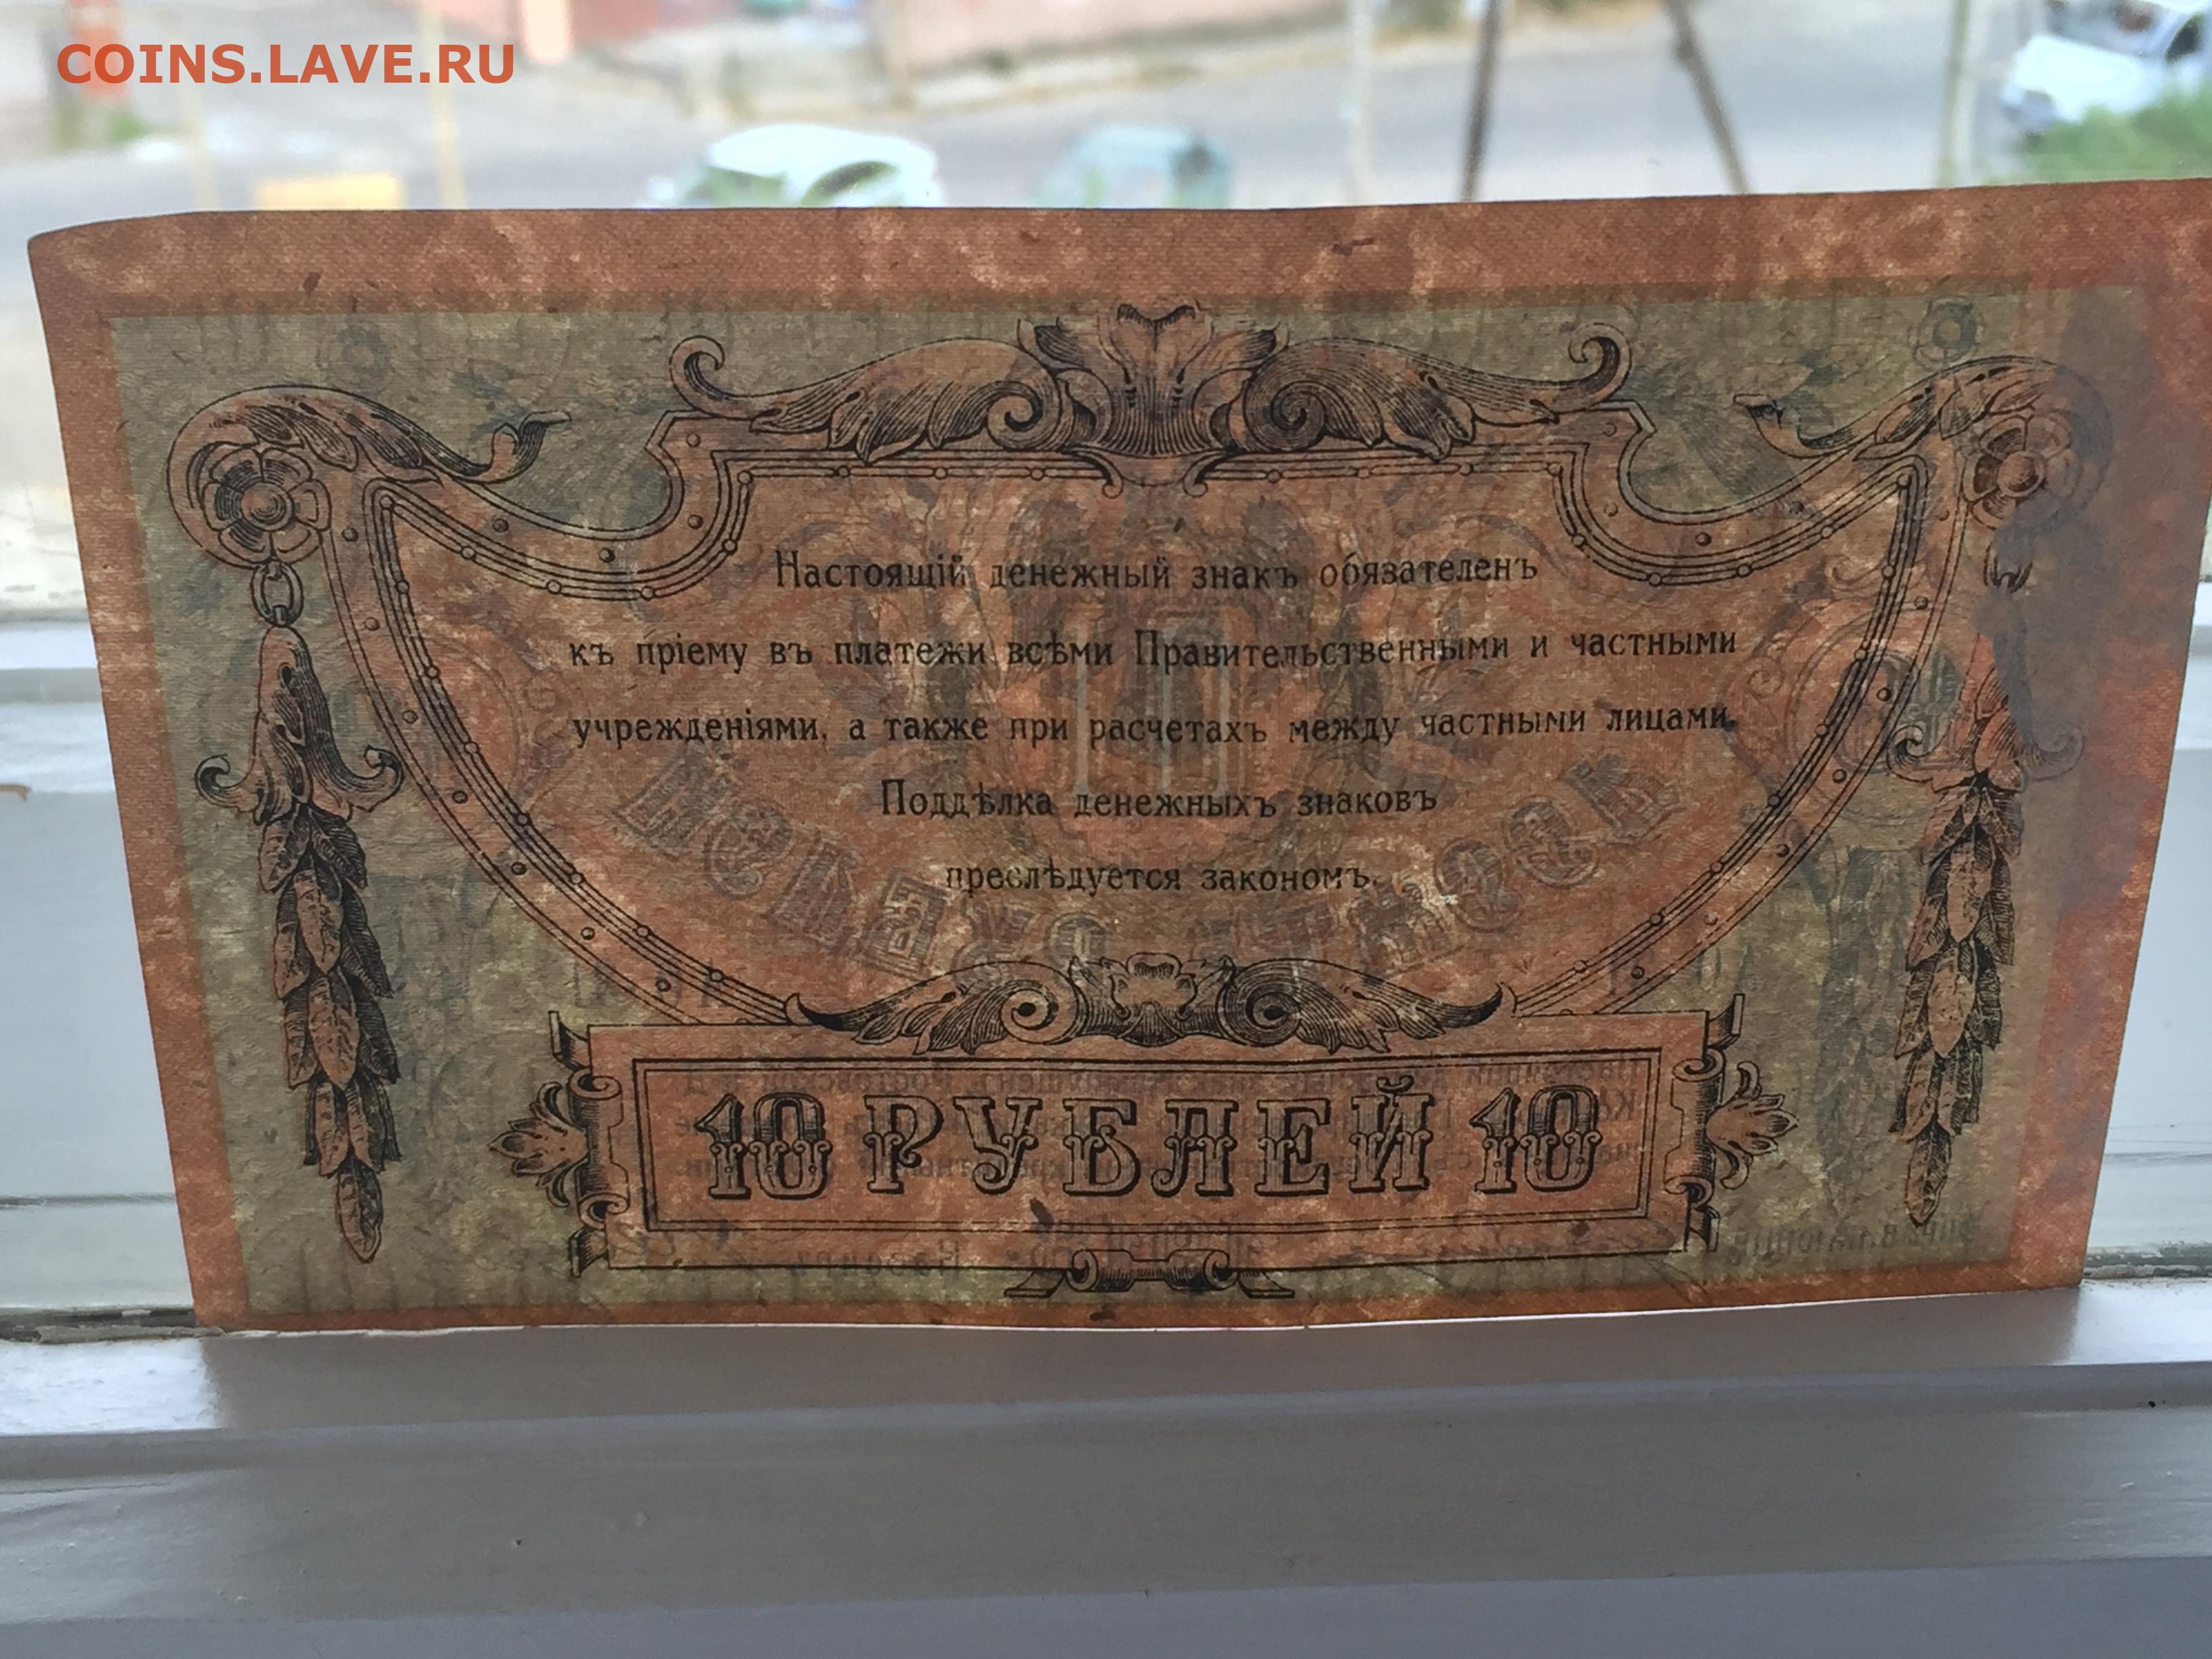 COINS.LAVE.RU
Настоящій денежный знакъ обязателенъ
къ пріему въ платежи всѣми Правительственными и частными
учрежденіями, а также при расчетахъ между частными лицами.
Поддѣлка денежныхъ знаковъ
преслѣдуется закономъ.
10 РУБЛЕЙ 10